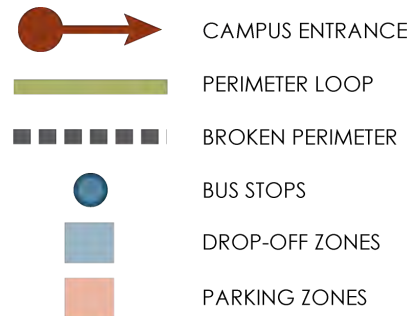 CAMPUS ENTRANCE
PERIMETER LOOP
BROKEN PERIMETER
BUS STOPS
DROP-OFF ZONES
PARKING ZONES